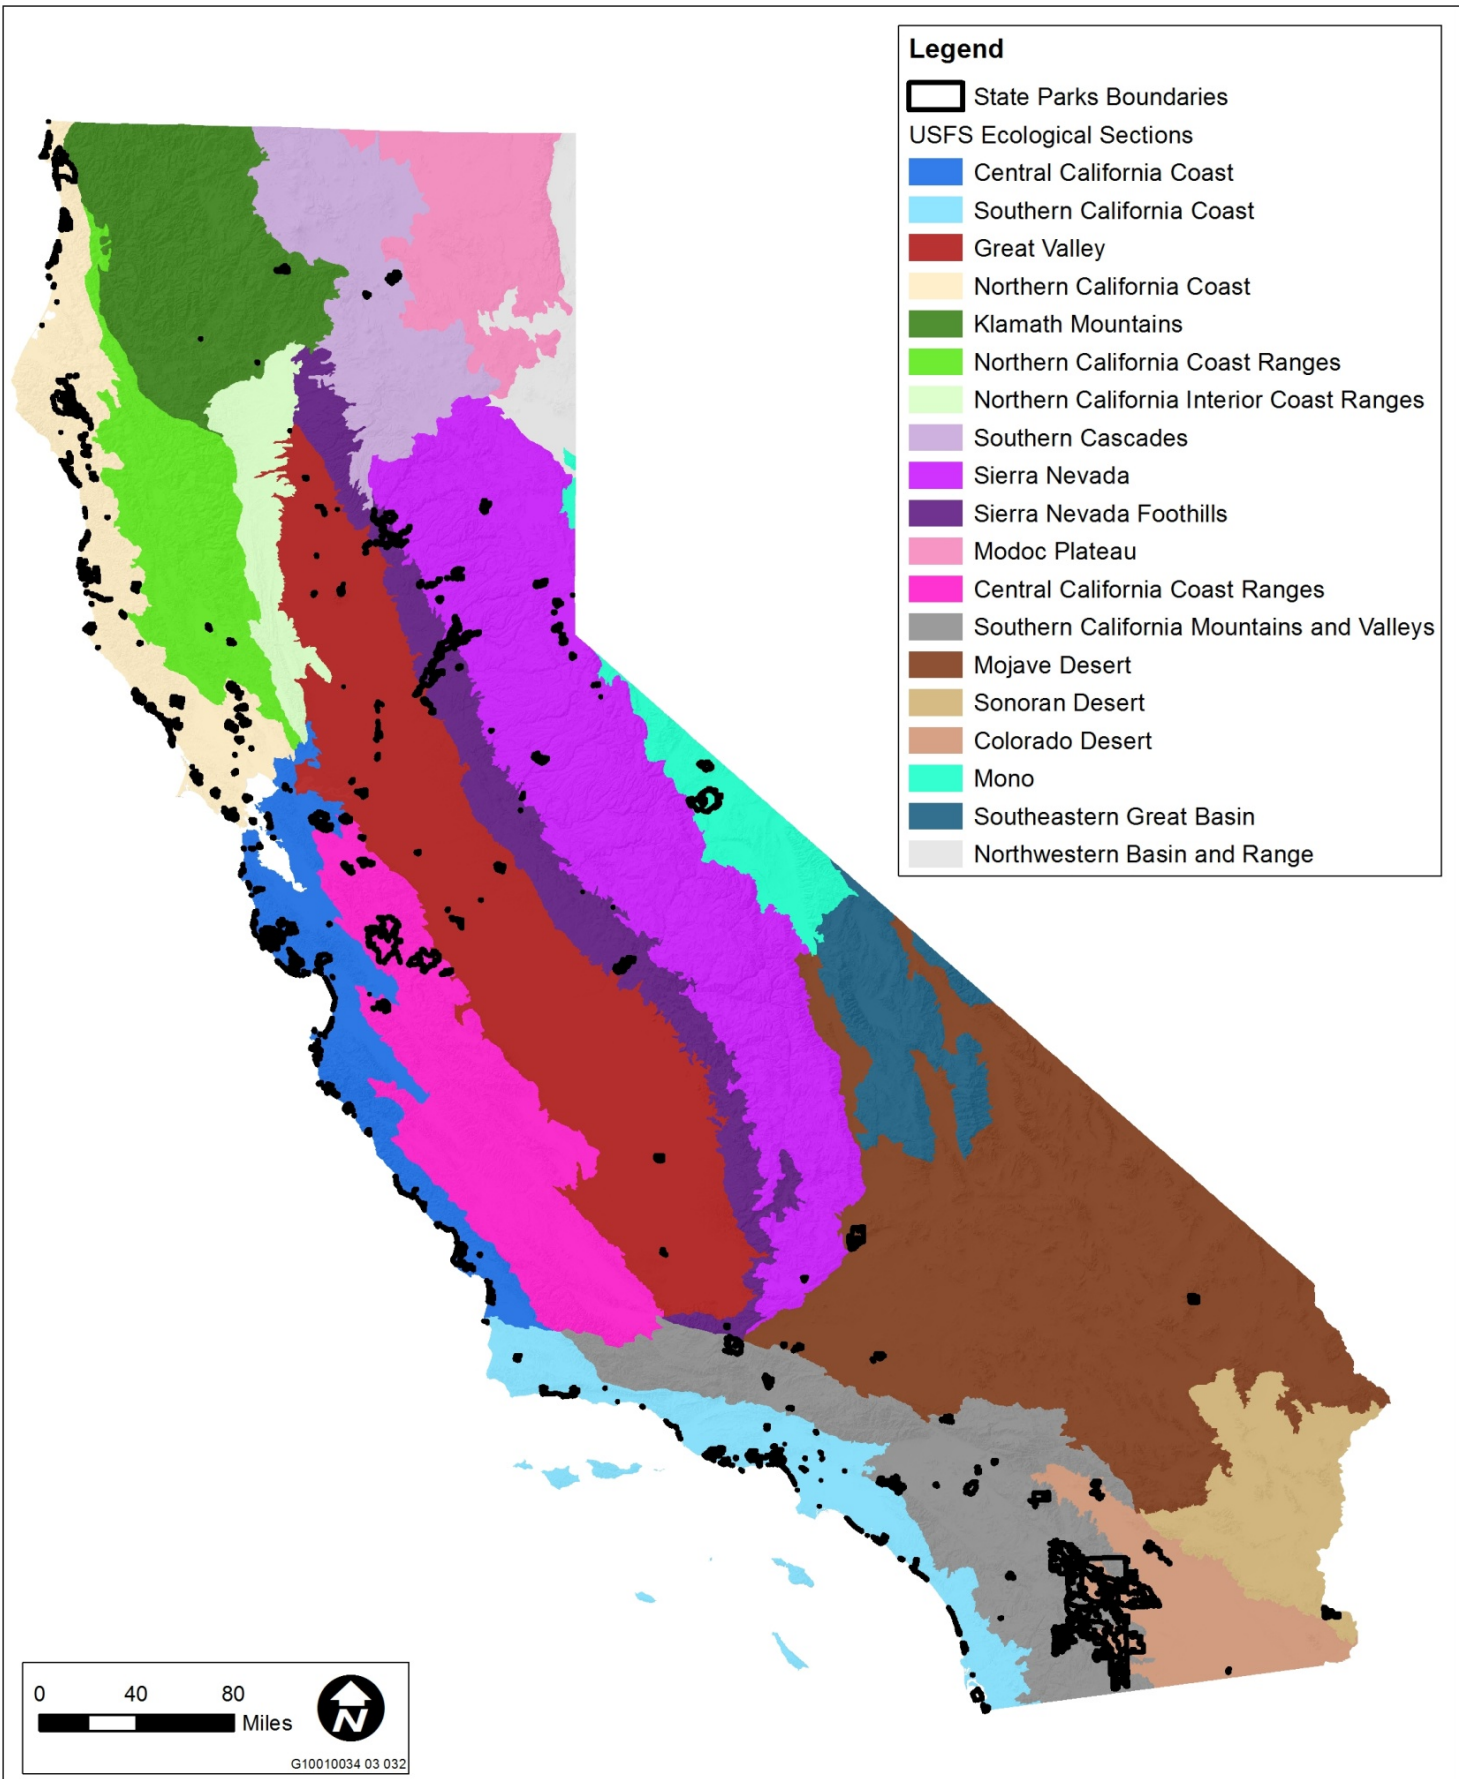 Legend
State Parks Boundaries
USFS Ecological Sections
Central California Coast
Southern California Coast
Great Valley
Northern California Coast
Klamath Mountains
Northern California Coast Ranges
Northern California Interior Coast Ranges
Southern Cascades
Sierra Nevada
Sierra Nevada Foothills
Modoc Plateau
Central California Coast Ranges
Southern California Mountains and Valleys
Mojave Desert
Sonoran Desert
Colorado Desert
Mono
Southeastern Great Basin
Northwestern Basin and Range
0 40 80
Miles
N
G10010034 03 032